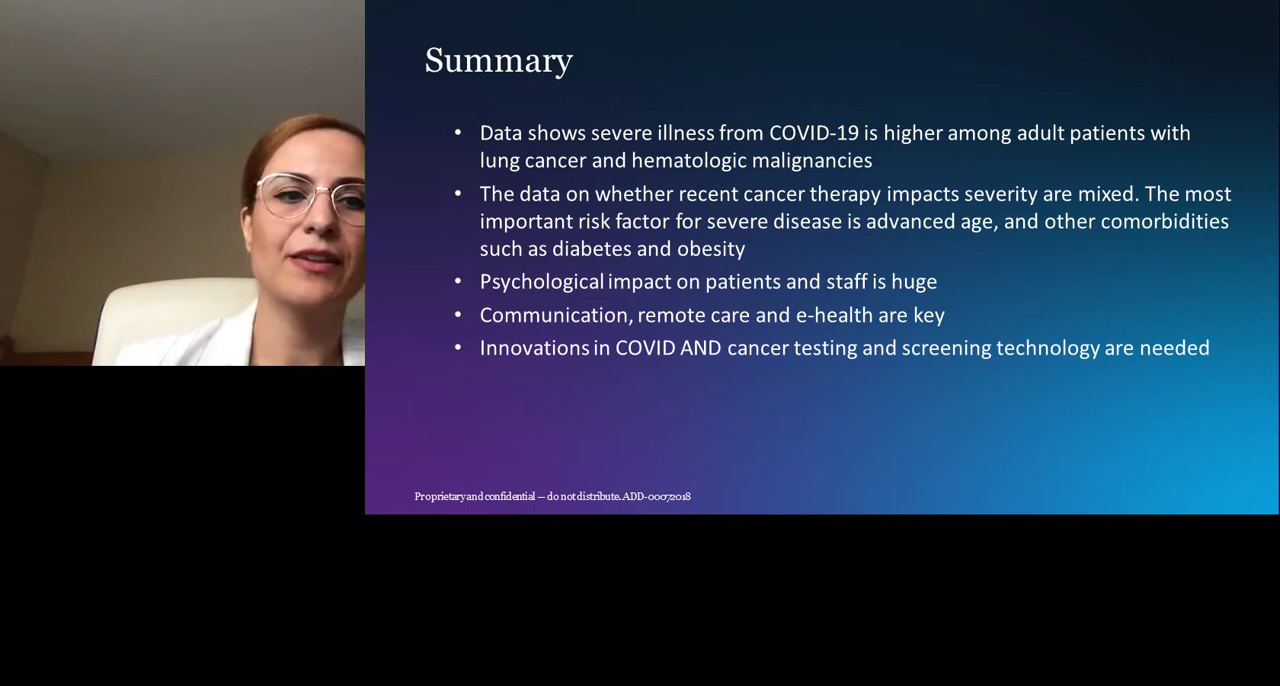 Summary
• Data shows severe illness from COVID-19 is higher among adult patients with
lung cancer and hematologic malignancies
• The data on whether recent cancer therapy impacts severity are mixed. The most
important risk factor for severe disease is advanced age, and other comorbidities
such as diabetes and obesity
• Psychological impact on patients and staff is huge
• Communication, remote care and e-health are key
• Innovations in COVID AND cancer testing and screening technology are needed
Proprietary and confidential — do not distribute. ADD-00072018